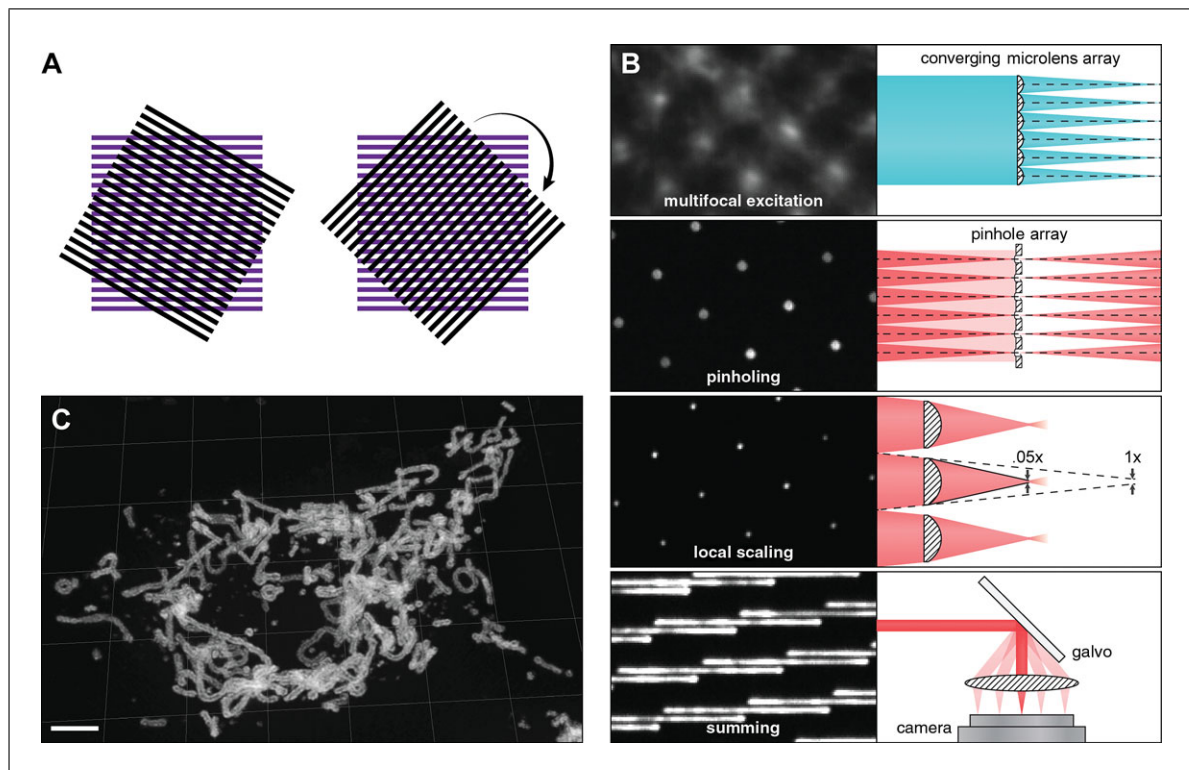 A
B
converging microlens array
multifocal excitation
pinhole array
pinholing
.05x
1x
local scaling
galvo
camera
summing
C